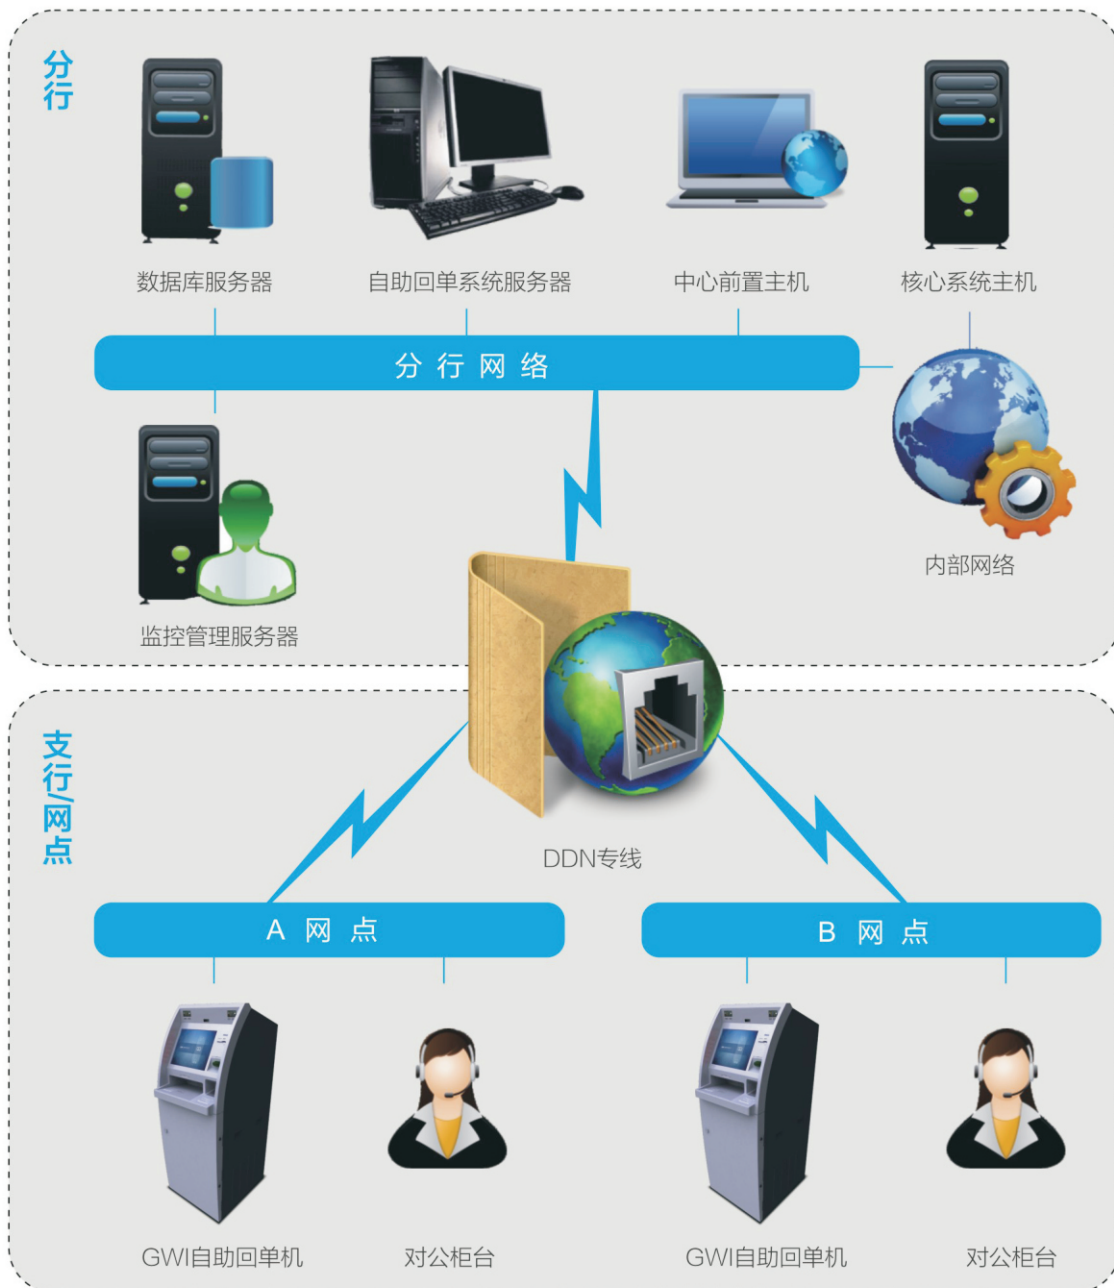 分行
数据库服务器
自助回单系统服务器
中心前置主机
核心系统主机
分行网络
内部网络
监控管理服务器
支行/网点
DDN专线
A 网点
B 网点
GWI自助回单机
对公柜台
GWI自助回单机
对公柜台